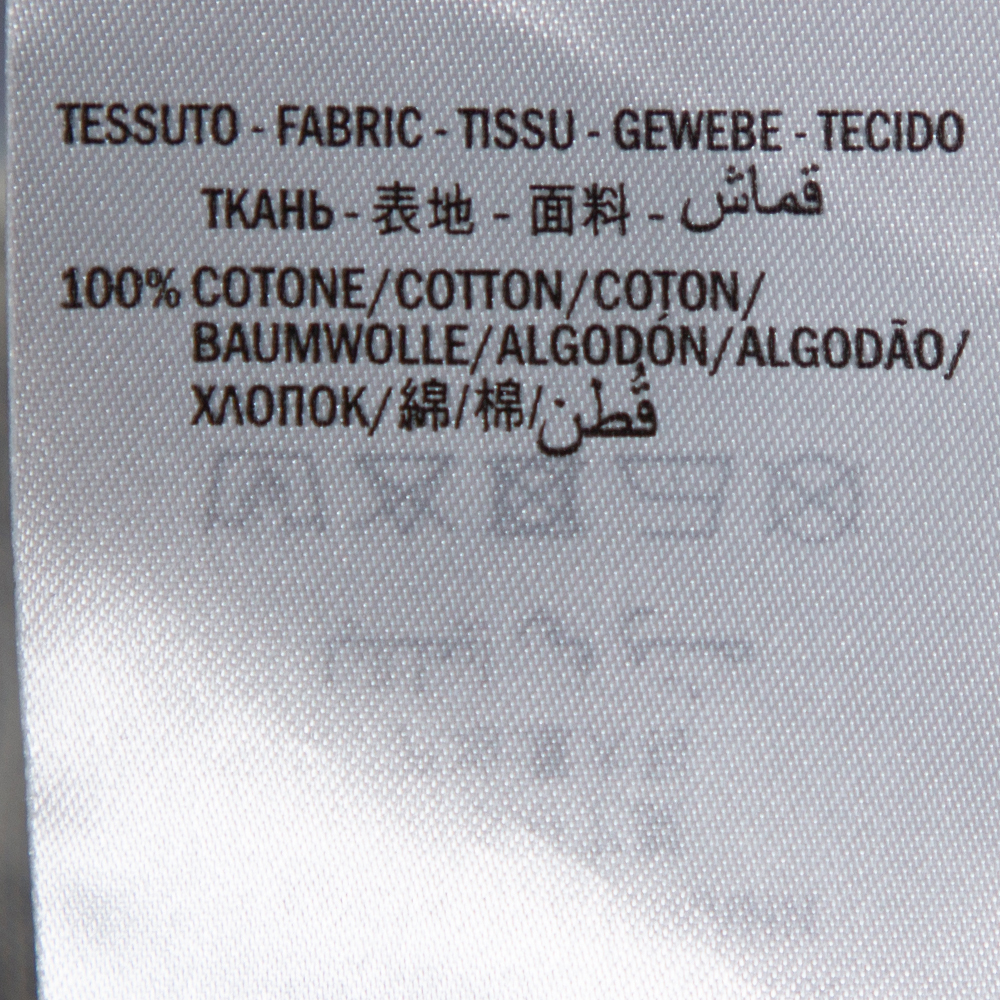 TESSUTO - FABRIC - TISSU - GEWEBE - TECIDO
ТКАНЬ - 表地 - 面料 - قماش
100% COTONE/COTTON/COTON/
BAUMWOLLE/ALGODÓN/ALGODÃO/
ХЛОПОК/綿/棉/قُطن